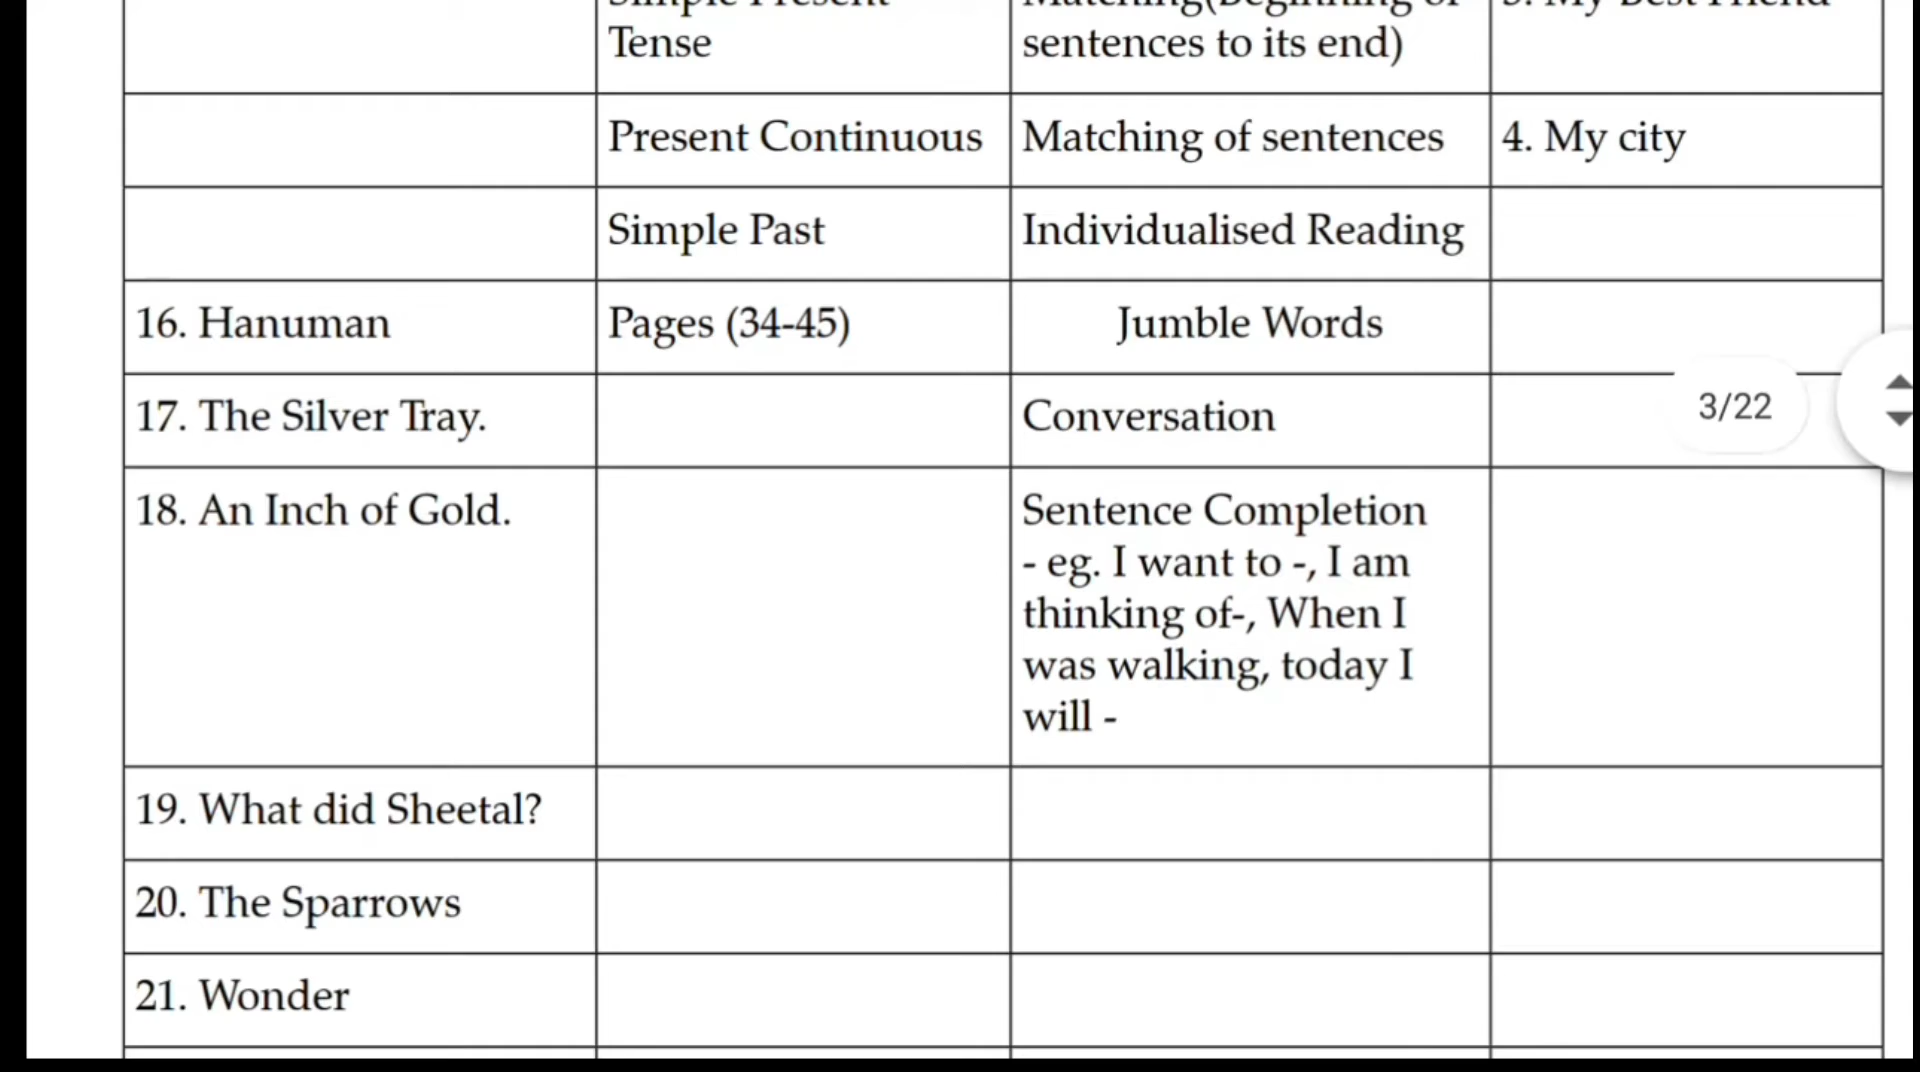 Tense
sentences to its end)
Present Continuous
Matching of sentences
4. My city
Simple Past
Individualised Reading
16. Hanuman
Pages (34-45)
Jumble Words
17. The Silver Tray.
Conversation
3/22
18. An Inch of Gold.
Sentence Completion
- eg. I want to -, I am
thinking of-, When I
was walking, today I
will -
19. What did Sheetal?
20. The Sparrows
21. Wonder